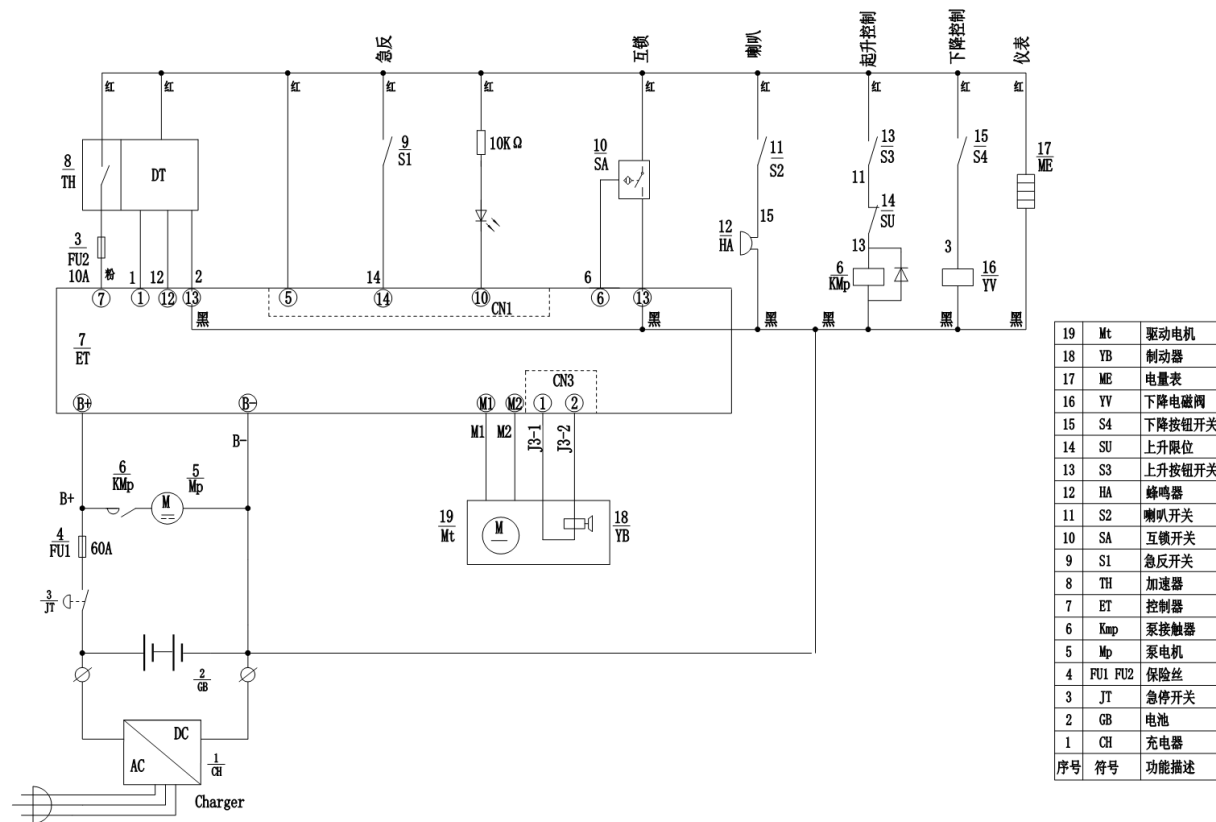 急反
互锁
喇叭
起升控制
下降控制
仪表
红 红 红 红 红 红 红 红 红 红
8
TH
DT
3
FU2
10A
粉
1
12
2
9
S1
14
10KΩ
10
SA
6
11
S2
12
HA
15
13
S3
11
14
SU
13
6
KMp
15
S4
3
16
YV
17
ME
7 1 12 13 5 14 10 6 13
CN1
黑 黑 黑 黑 黑 黑 黑
7
ET
CN3
B+ B- M1 M2 1 2
B-
M1
M2
J3-1
J3-2
B+
6
KMp
5
Mp
M
4
FU1
60A
3
JT
19
Mt
M
18
YB
2
GB
DC
AC
1
CH
Charger
19 Mt 驱动电机
18 YB 制动器
17 ME 电量表
16 YV 下降电磁阀
15 S4 下降按钮开关
14 SU 上升限位
13 S3 上升按钮开关
12 HA 蜂鸣器
11 S2 喇叭开关
10 SA 互锁开关
9 S1 急反开关
8 TH 加速器
7 ET 控制器
6 Kmp 泵接触器
5 Mp 泵电机
4 FU1 FU2 保险丝
3 JT 急停开关
2 GB 电池
1 CH 充电器
序号 符号 功能描述